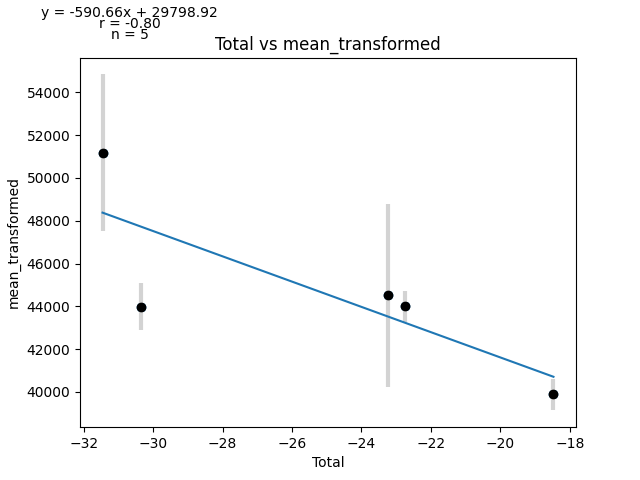 y = -590.66x + 29798.92
r = -0.80
n = 5
Total vs mean_transformed
54000
52000
50000
48000
46000
44000
42000
40000
mean_transformed
−32 −30 −28 −26 −24 −22 −20 −18
Total